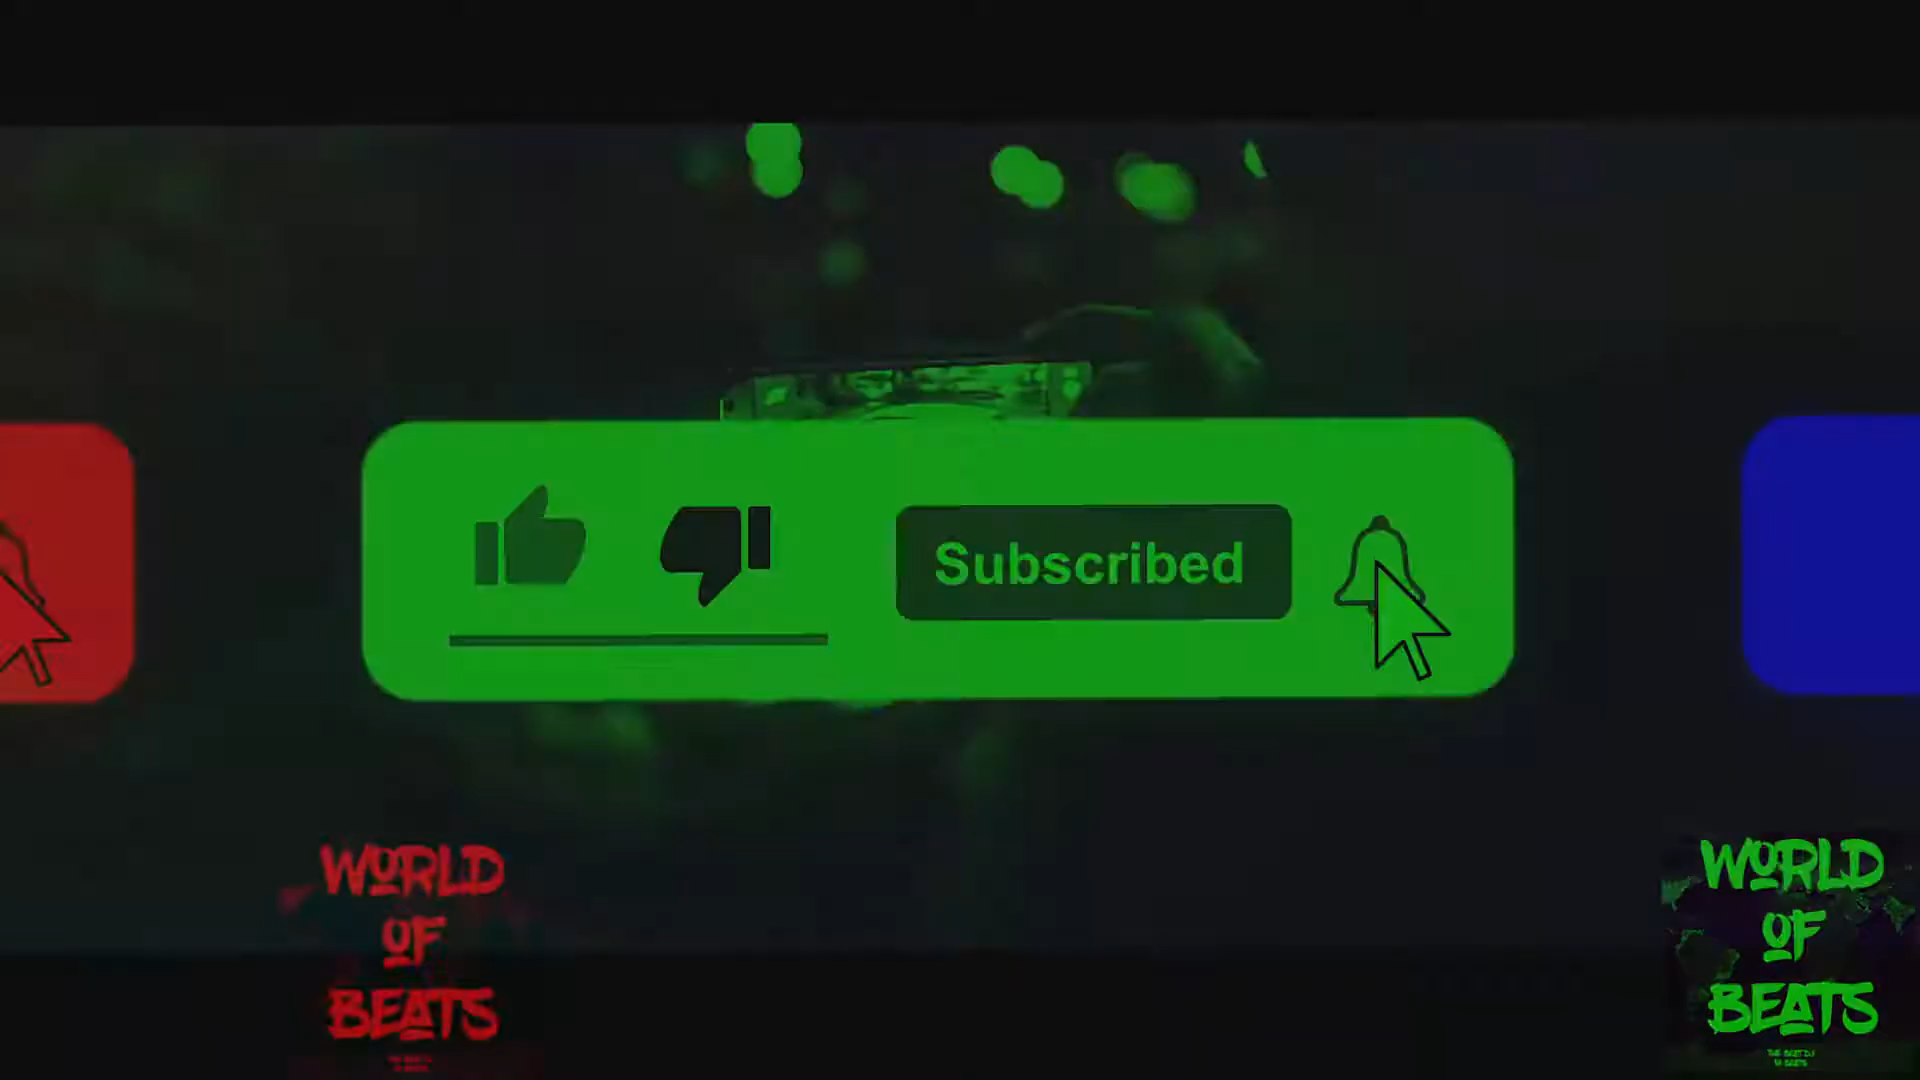 Subscribed
WORLD
OF
BEATS
WORLD
OF
BEATS